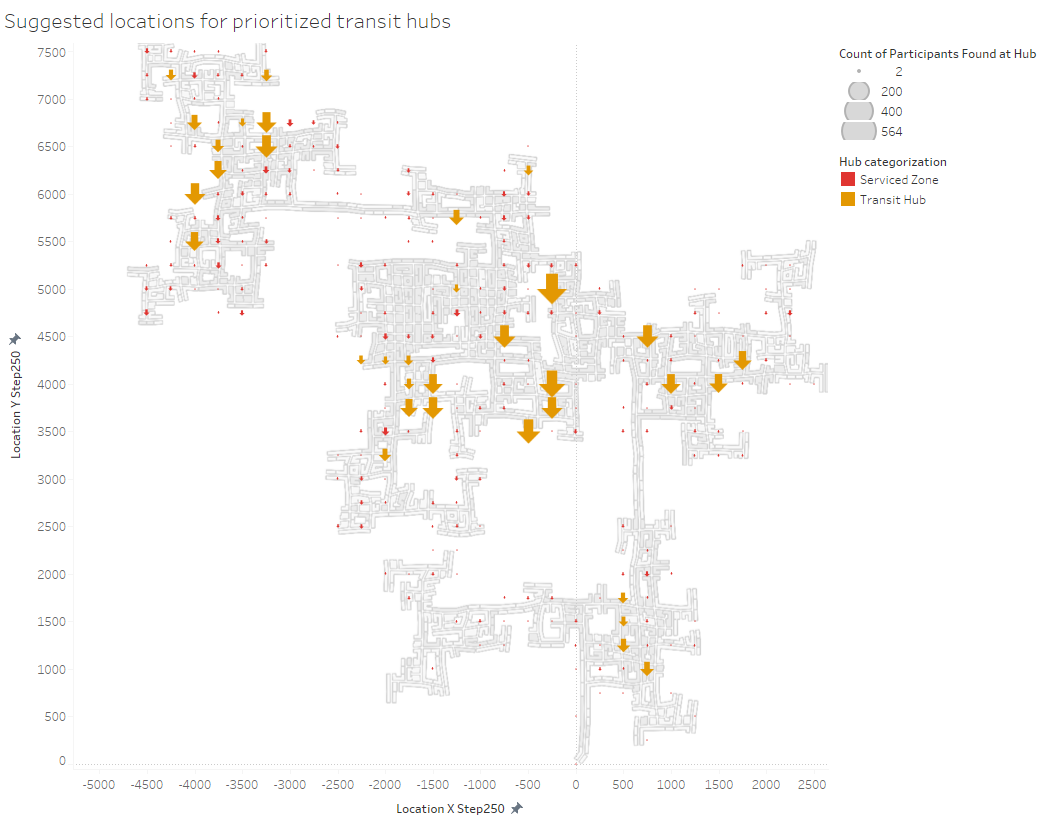 Suggested locations for prioritized transit hubs
Count of Participants Found at Hub
2
200
400
564
Hub categorization
Serviced Zone
Transit Hub
Location Y Step250
7500
7000
6500
6000
5500
5000
4500
4000
3500
3000
2500
2000
1500
1000
500
0
-5000 -4500 -4000 -3500 -3000 -2500 -2000 -1500 -1000 -500 0 500 1000 1500 2000 2500
Location X Step250